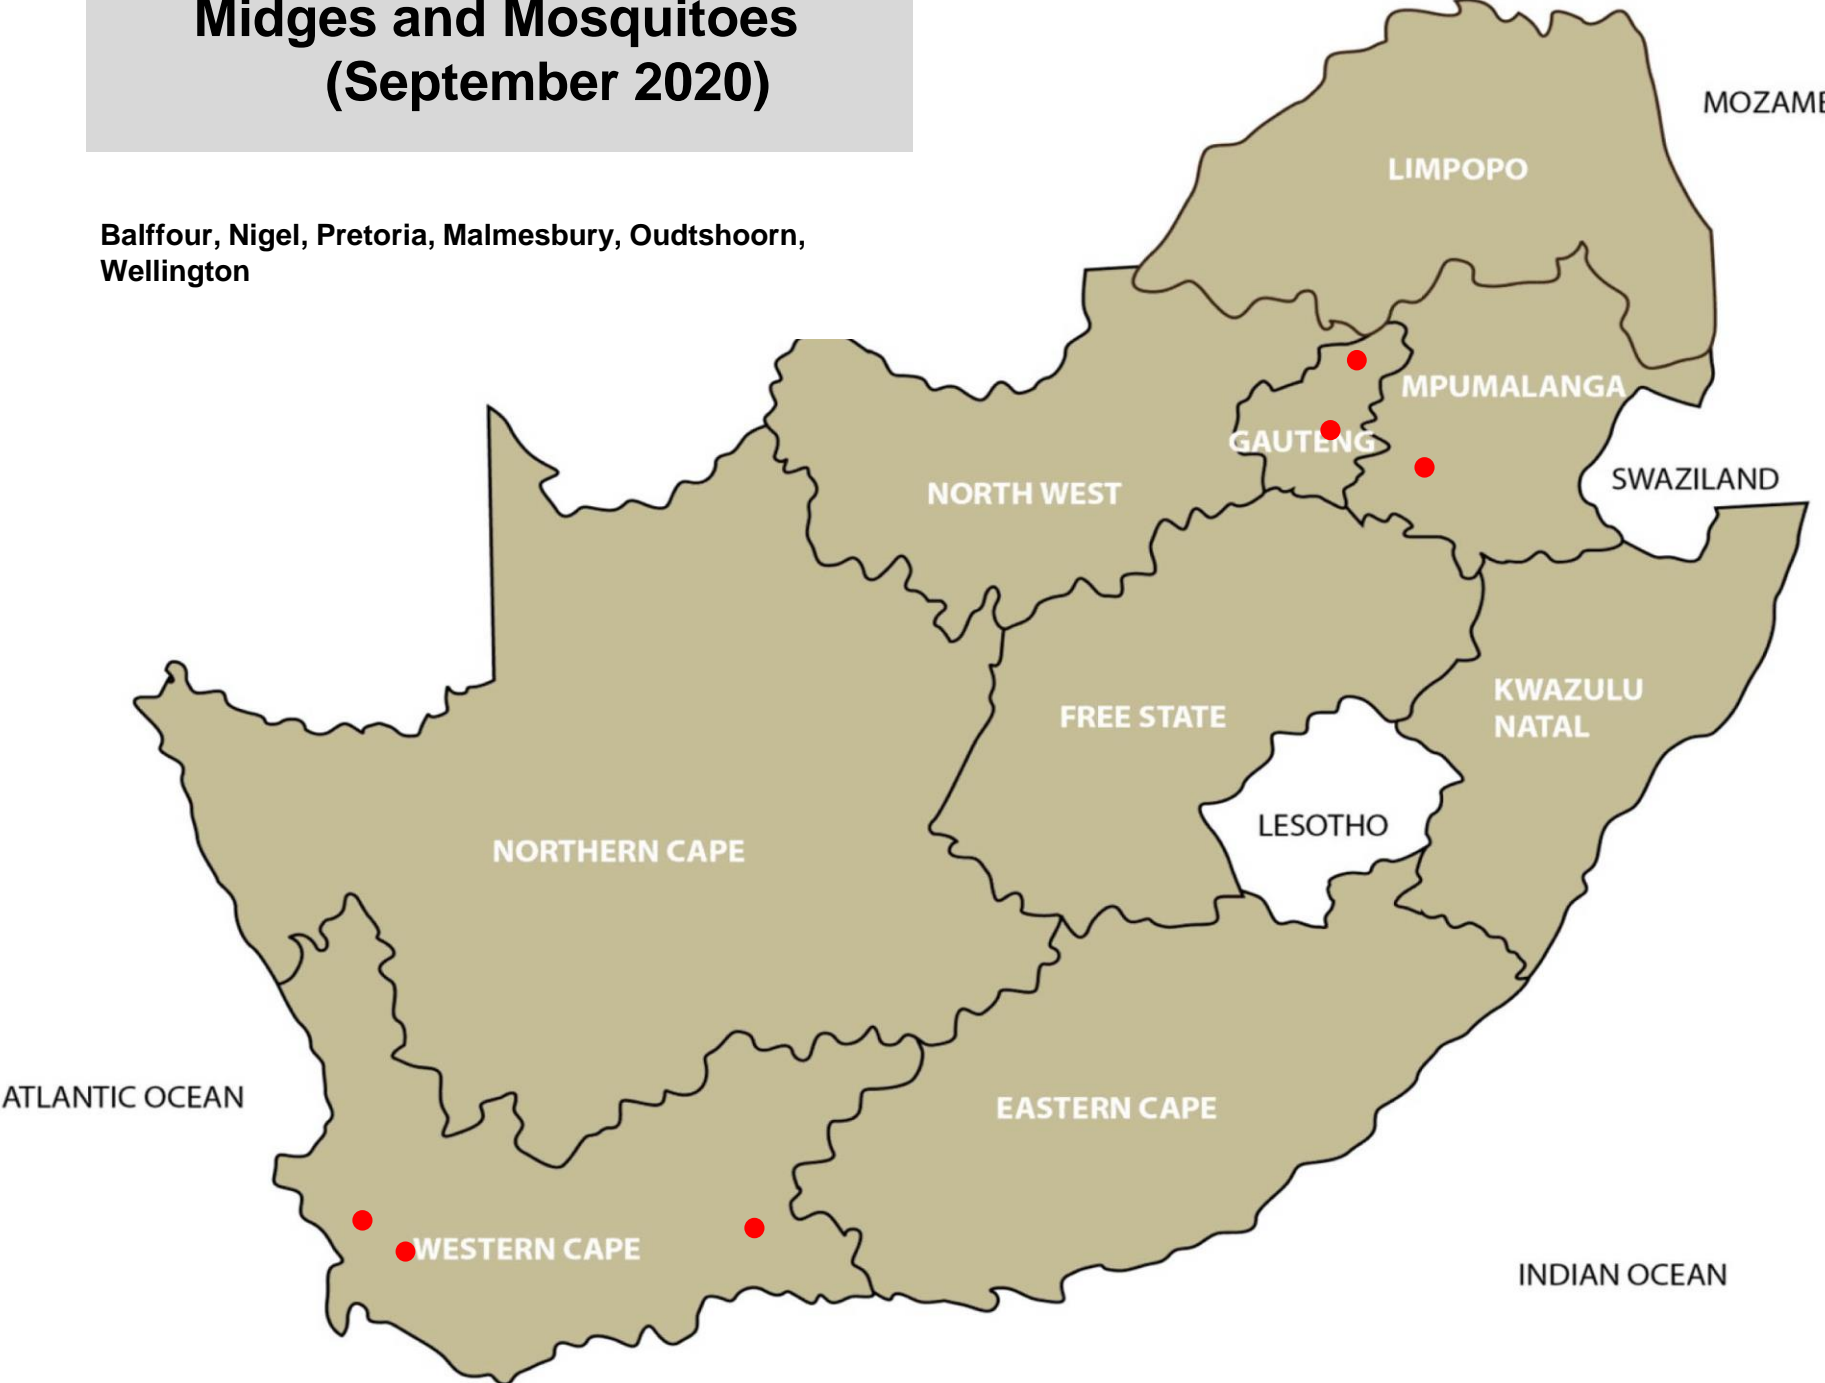 Midges and Mosquitoes
(September 2020)
Balffour, Nigel, Pretoria, Malmesbury, Oudtshoorn,
Wellington
MOZAMB
LIMPOPO
MPUMALANGA
GAUTENG
SWAZILAND
NORTH WEST
KWAZULU
NATAL
FREE STATE
LESOTHO
NORTHERN CAPE
ATLANTIC OCEAN
EASTERN CAPE
WESTERN CAPE
INDIAN OCEAN